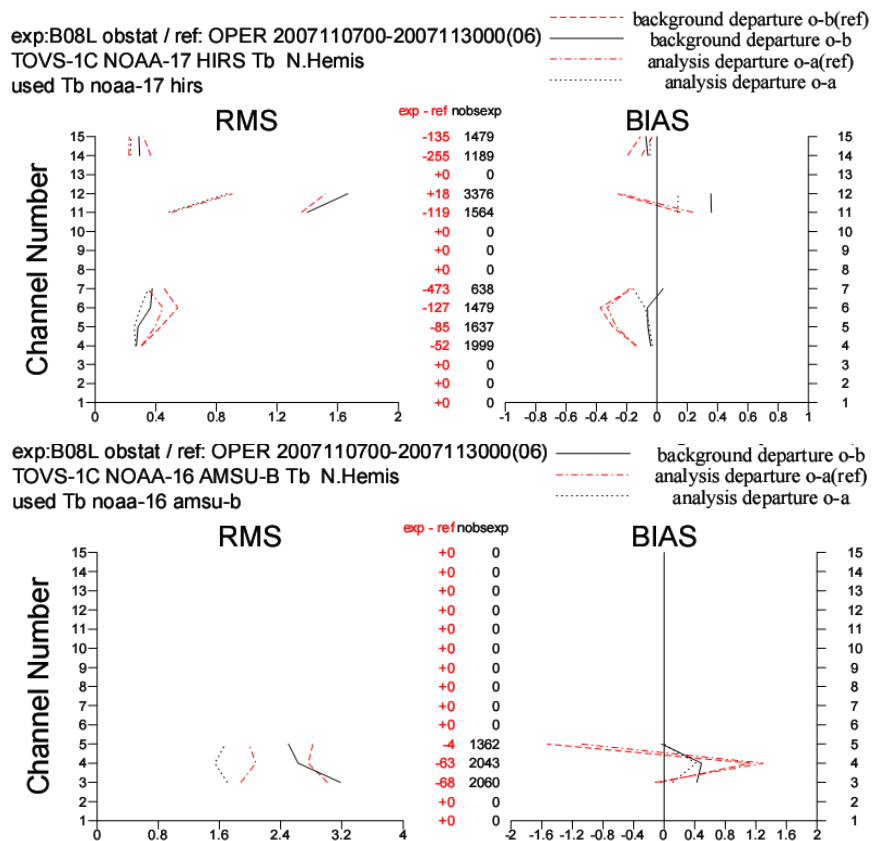 exp:B08L obstat / ref: OPER 2007110700-2007113000(06)
TOVS-1C NOAA-17 HIRS Tb N.Hemis
used Tb noaa-17 hirs
background departure o-b(ref)
background departure o-b
analysis departure o-a(ref)
analysis departure o-a
RMS
exp - ref nobsexp
BIAS
Channel Number
15 -135 1479 15
14 -255 1189 14
13 +0 0 13
12 +18 3376 12
11 -119 1564 11
10 +0 0 10
9 +0 0 9
8 +0 0 8
7 -473 638 7
6 -127 1479 6
5 -85 1637 5
4 -52 1999 4
3 +0 0 3
2 +0 0 2
1 +0 0 1
0 0.4 0.8 1.2 1.6 2
-1 -0.8 -0.6 -0.4 -0.2 0 0.2 0.4 0.6 0.8 1
exp:B08L obstat / ref: OPER 2007110700-2007113000(06)
TOVS-1C NOAA-16 AMSU-B Tb N.Hemis
used Tb noaa-16 amsu-b
background departure o-b
analysis departure o-a(ref)
analysis departure o-a
RMS
exp - ref nobsexp
BIAS
Channel Number
15 +0 0 15
14 +0 0 14
13 +0 0 13
12 +0 0 12
11 +0 0 11
10 +0 0 10
9 +0 0 9
8 +0 0 8
7 +0 0 7
6 +0 0 6
5 -4 1362 5
4 -63 2043 4
3 -68 2060 3
2 +0 0 2
1 +0 0 1
0 0.8 1.6 2.4 3.2 4
-2 -1.6 -1.2 -0.8 -0.4 0 0.4 0.8 1.2 1.6 2